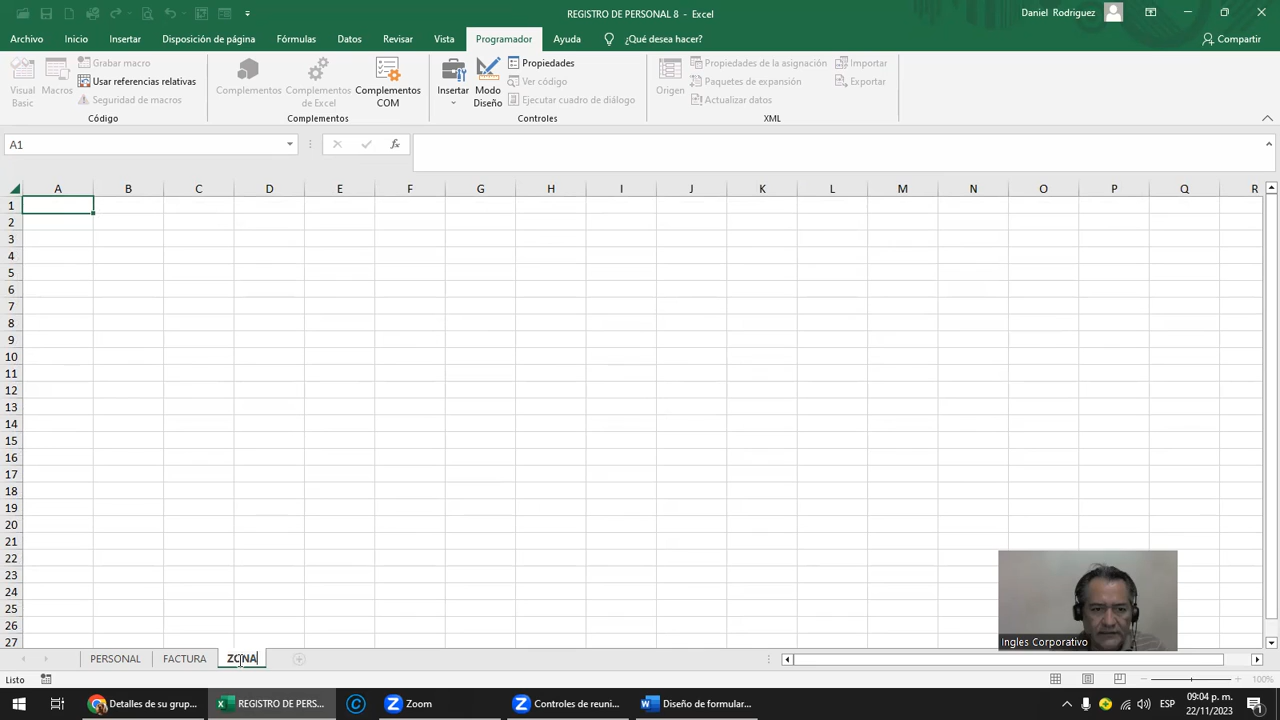 REGISTRO DE PERSONAL 8 - Excel
Daniel Rodriguez
Archivo Inicio Insertar Disposición de página Fórmulas Datos Revisar Vista Programador Ayuda ¿Qué desea hacer? Compartir
Visual Basic
Macros
Grabar macro
Usar referencias relativas
Seguridad de macros
Código
Complementos
Complementos de Excel
Complementos COM
Complementos
Insertar
Modo Diseño
Propiedades
Ver código
Ejecutar cuadro de diálogo
Controles
Origen
Propiedades de la asignación
Paquetes de expansión
Actualizar datos
Importar
Exportar
XML
A1
fx
A B C D E F G H I J K L M N O P Q R
1
2
3
4
5
6
7
8
9
10
11
12
13
14
15
16
17
18
19
20
21
22
23
24
25
26
27
Ingles Corporativo
PERSONAL FACTURA ZONA
Listo
100%
Detalles de su grup...
REGISTRO DE PERS...
Zoom
Controles de reuni...
Diseño de formular...
ESP
09:04 p. m.
22/11/2023
1